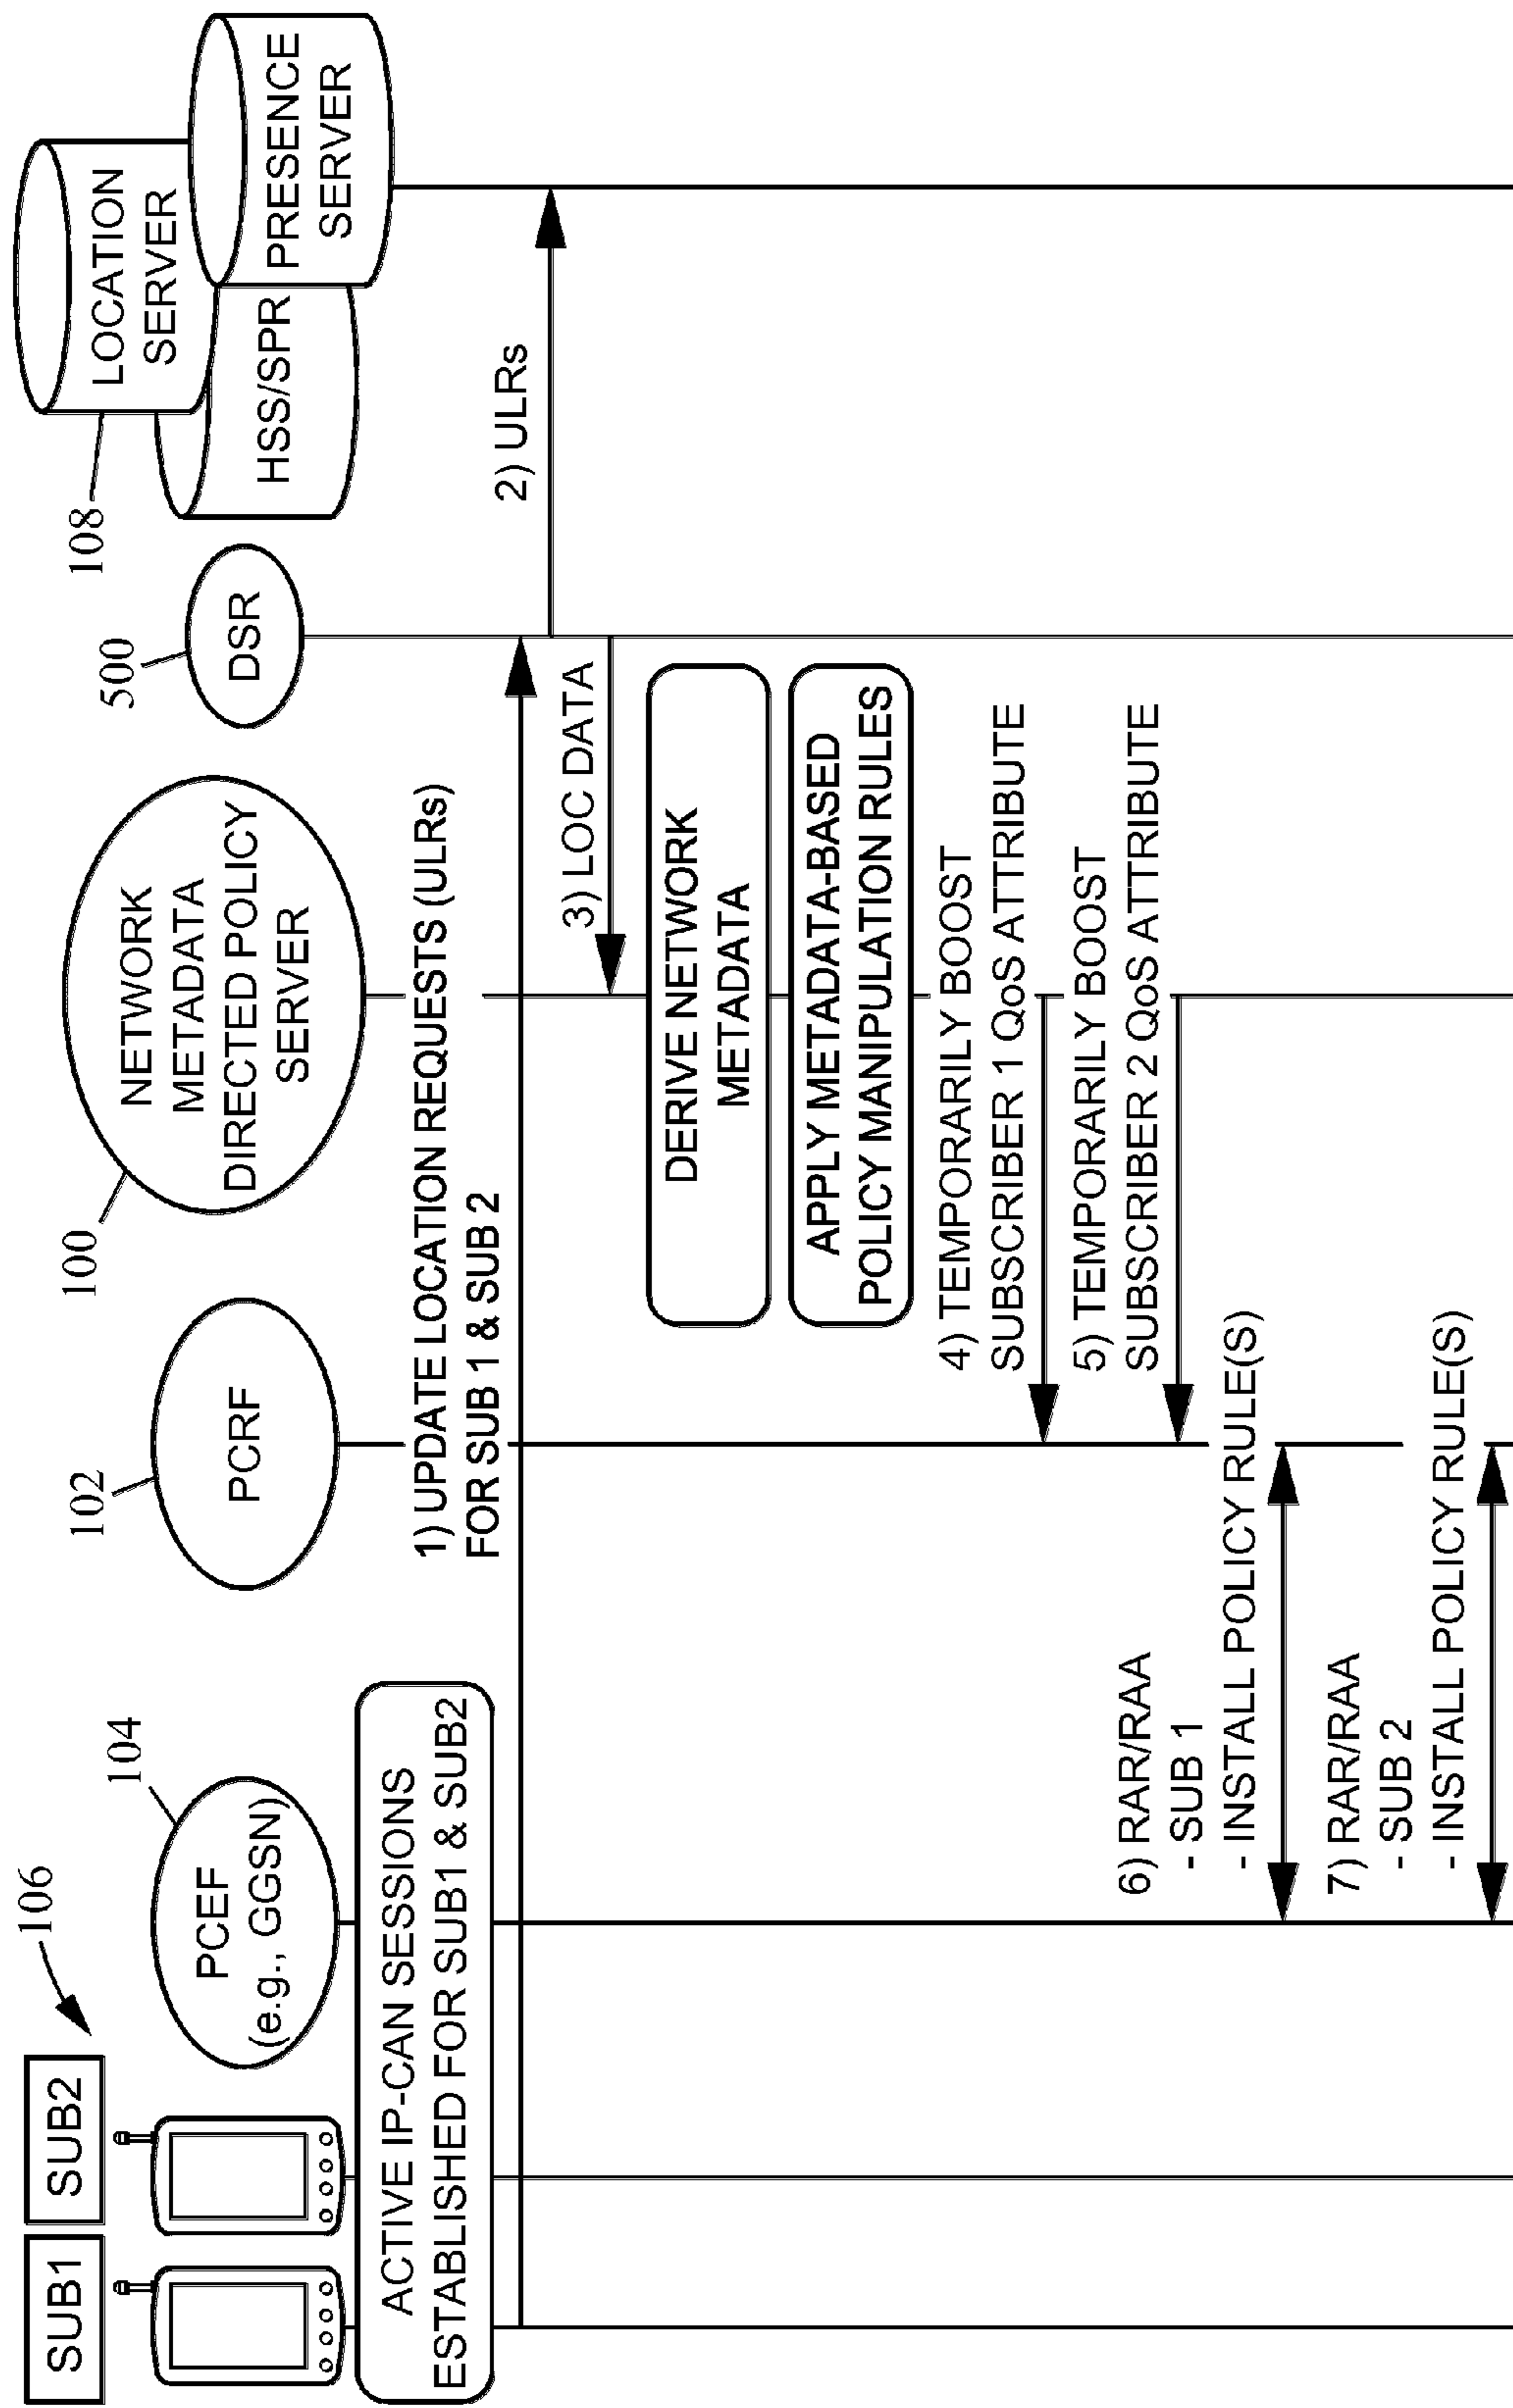 SUB1
SUB2
106
PCEF
(e.g., GGSN)
104
PCRF
102
NETWORK
METADATA
DIRECTED POLICY
SERVER
100
DSR
500
LOCATION
SERVER
HSS/SPR
PRESENCE
SERVER
108
ACTIVE IP-CAN SESSIONS
ESTABLISHED FOR SUB1 & SUB2
1) UPDATE LOCATION REQUESTS (ULRs)
FOR SUB 1 & SUB 2
2) ULRs
3) LOC DATA
DERIVE NETWORK
METADATA
APPLY METADATA-BASED
POLICY MANIPULATION RULES
4) TEMPORARILY BOOST
SUBSCRIBER 1 QoS ATTRIBUTE
5) TEMPORARILY BOOST
SUBSCRIBER 2 QoS ATTRIBUTE
6) RAR/RAA
- SUB 1
- INSTALL POLICY RULE(S)
7) RAR/RAA
- SUB 2
- INSTALL POLICY RULE(S)